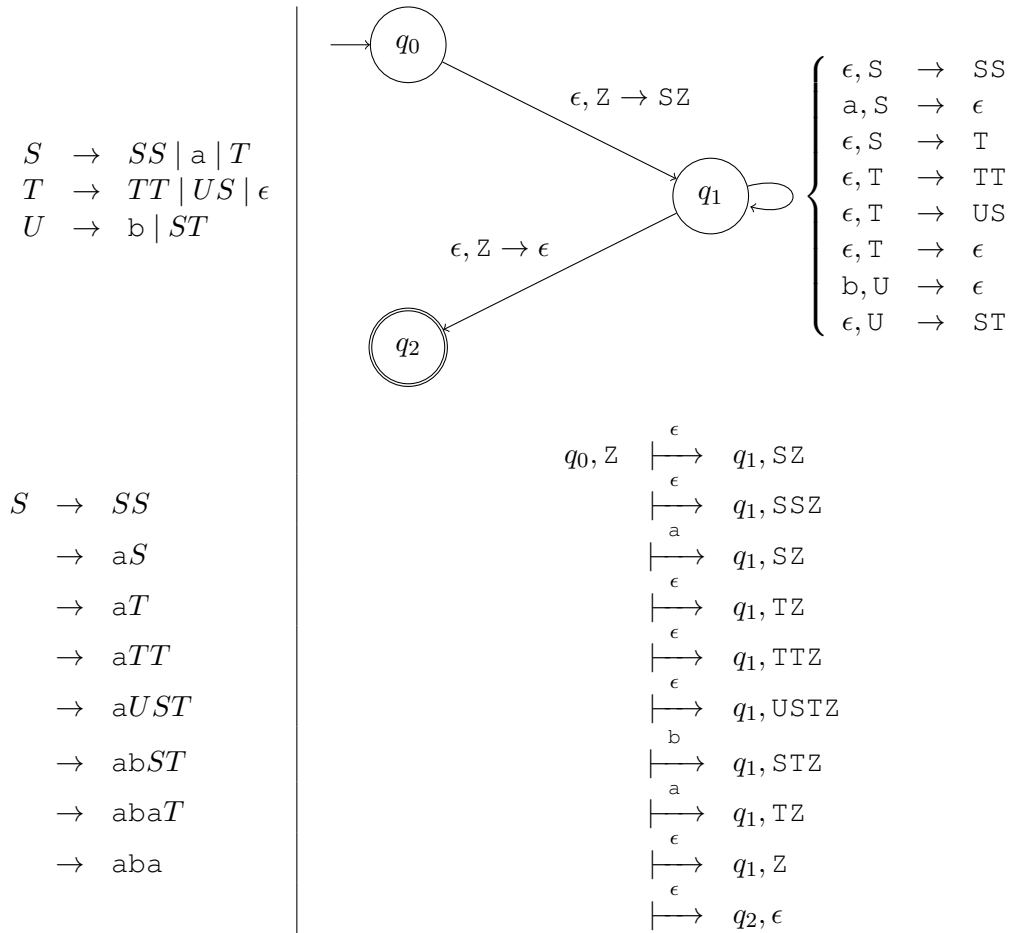 S → SS | a | T
T → TT | US | ϵ
U → b | ST
q0
ϵ, Z → SZ
q1
ϵ, Z → ϵ
q2
ϵ, S → SS
a, S → ϵ
ϵ, S → T
ϵ, T → TT
ϵ, T → US
ϵ, T → ϵ
b, U → ϵ
ϵ, U → ST
S → SS
→ aS
→ aT
→ aTT
→ aUST
→ abST
→ abaT
→ aba
ϵ
q0, Z ⟼ q1, SZ
ϵ
⟼ q1, SSZ
a
⟼ q1, SZ
ϵ
⟼ q1, TZ
ϵ
⟼ q1, TTZ
ϵ
⟼ q1, USTZ
b
⟼ q1, STZ
a
⟼ q1, TZ
ϵ
⟼ q1, Z
ϵ
⟼ q2, ϵ